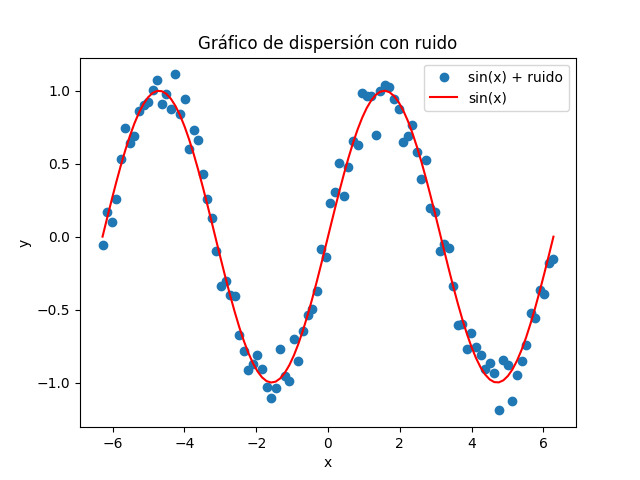 Gráfico de dispersión con ruido
sin(x) + ruido
sin(x)
1.0
0.5
0.0
−0.5
−1.0
y
−6
−4
−2
0
2
4
6
x